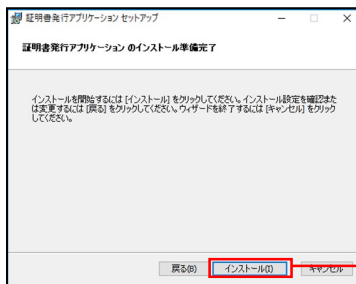 証明書発行アプリケーション セットアップ
証明書発行アプリケーション のインストール準備完了
インストールを開始するには [インストール] をクリックしてください。インストール設定を確認また
は変更するには [戻る] をクリックしてください。ウィザードを終了するには [キャンセル] をクリック
してください。
戻る(B) インストール(I) キャンセル